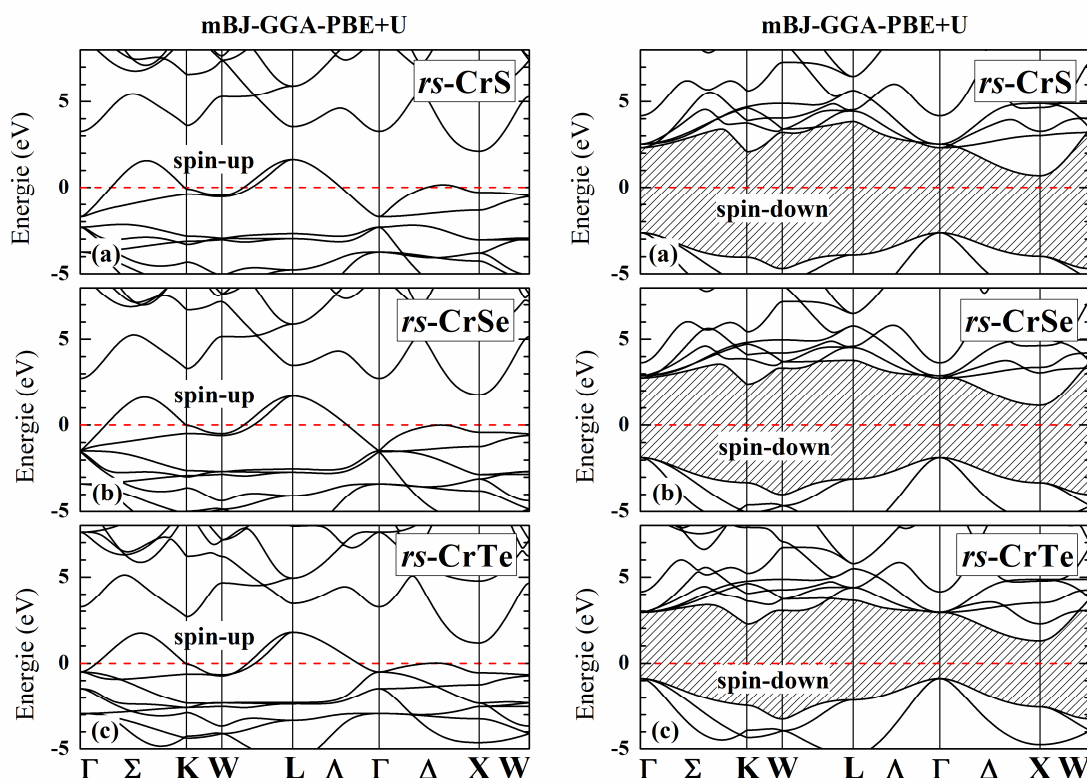 mBJ-GGA-PBE+U
mBJ-GGA-PBE+U
Energie (eV)
5
0
-5
rs-CrS
spin-up
(a)
Energie (eV)
5
0
-5
rs-CrS
spin-down
(a)
Energie (eV)
5
0
-5
rs-CrSe
spin-up
(b)
Energie (eV)
5
0
-5
rs-CrSe
spin-down
(b)
Energie (eV)
5
0
-5
rs-CrTe
spin-up
(c)
Energie (eV)
5
0
-5
rs-CrTe
spin-down
(c)
Γ Σ K W L Λ Γ Δ X W
Γ Σ K W L Λ Γ Δ X W